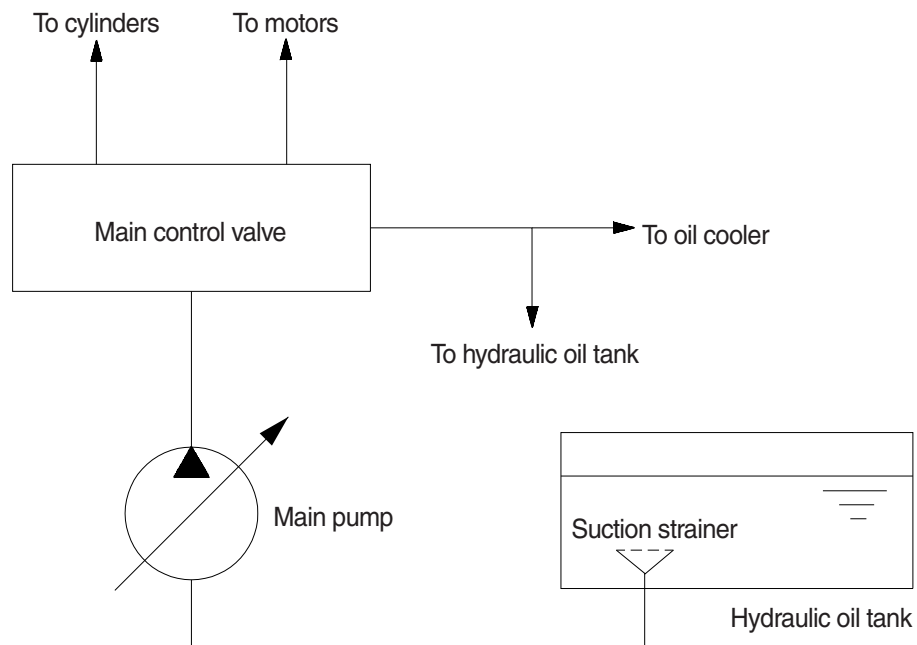 To cylinders
To motors
Main control valve
To oil cooler
To hydraulic oil tank
Main pump
Suction strainer
Hydraulic oil tank